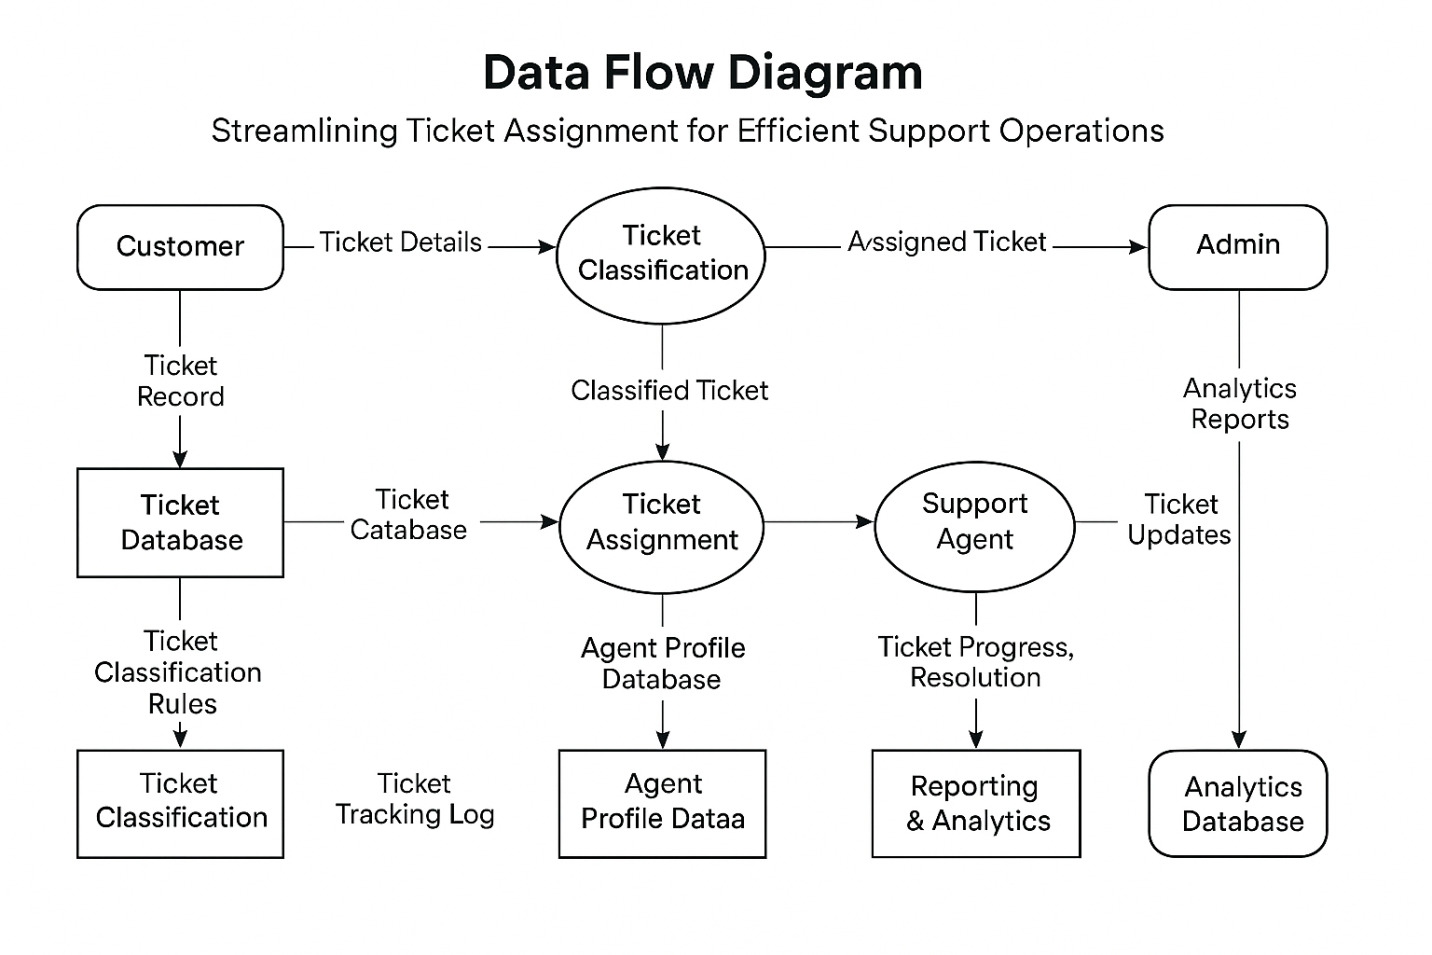 Data Flow Diagram
Streamlining Ticket Assignment for Efficient Support Operations
Customer
Ticket Details
Ticket
Classification
Assigned Ticket
Admin
Ticket
Record
Classified Ticket
Analytics
Reports
Ticket
Database
Ticket
Catabase
Ticket
Assignment
Support
Agent
Ticket
Updates
Ticket
Classification
Rules
Agent Profile
Database
Ticket Progress,
Resolution
Ticket
Classification
Ticket
Tracking Log
Agent
Profile Dataa
Reporting
& Analytics
Analytics
Database